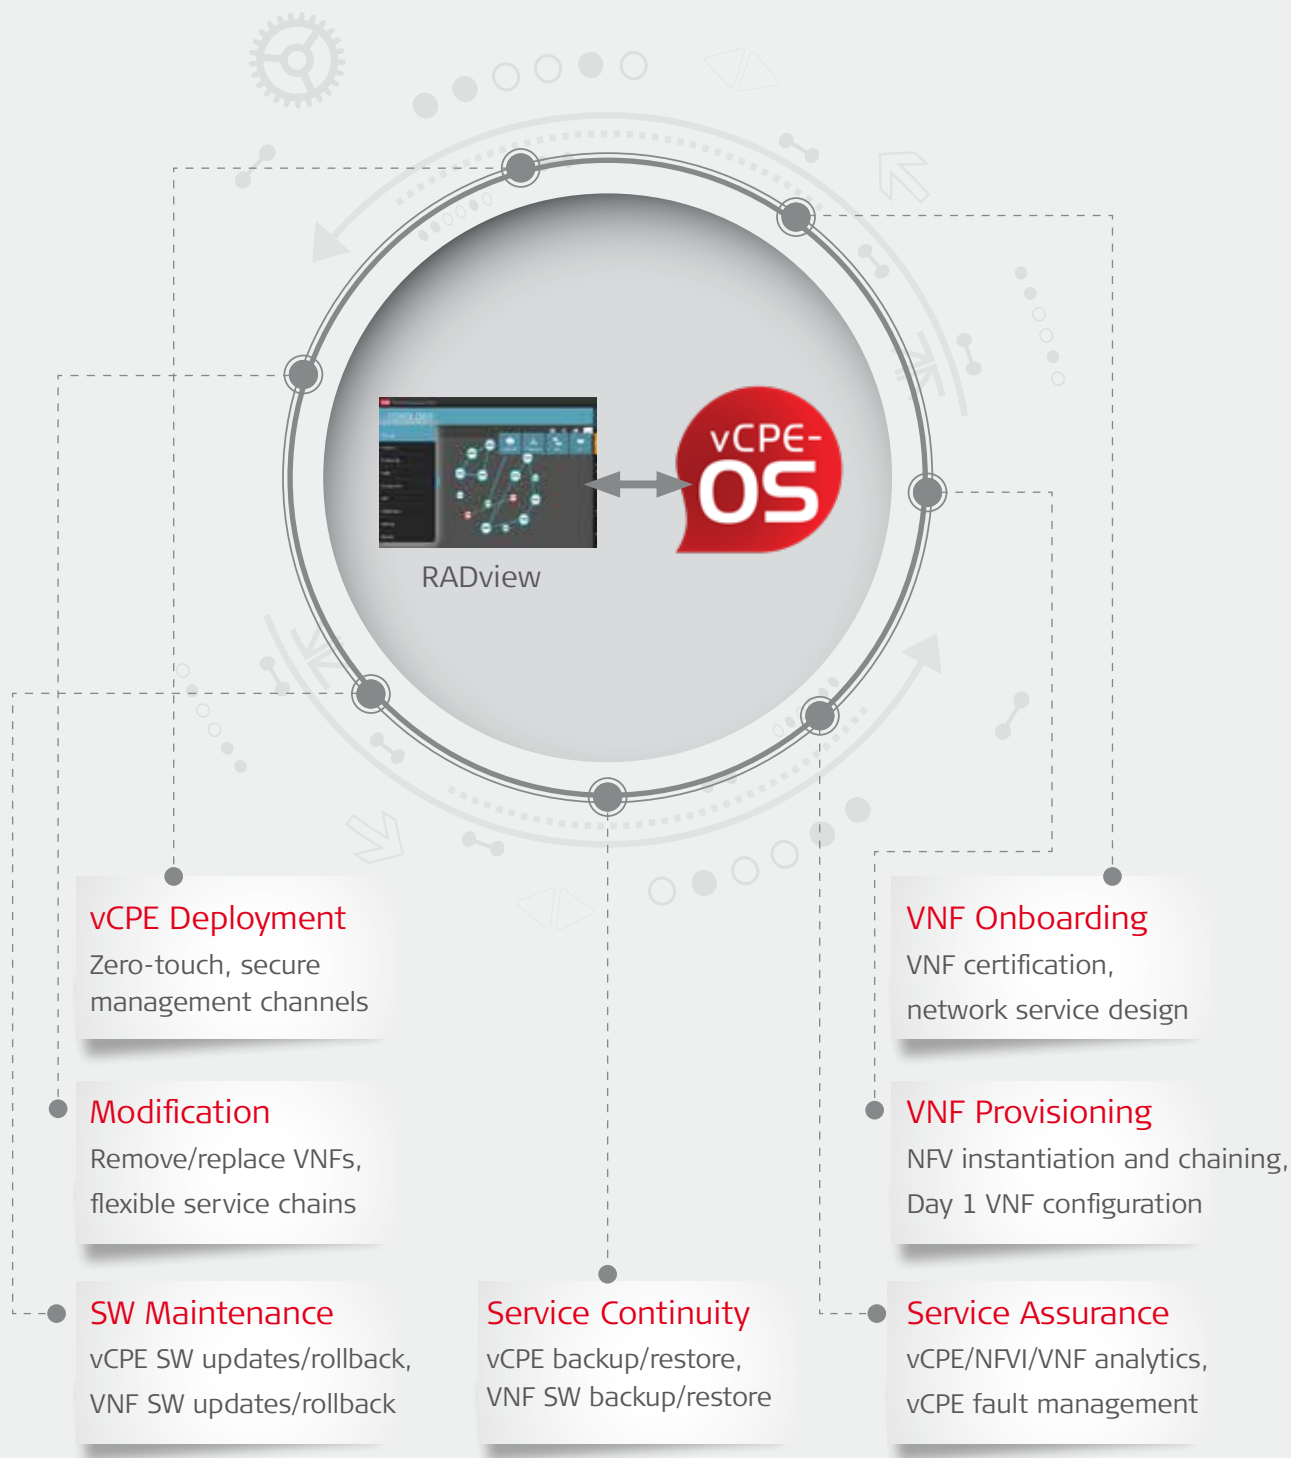 vCPE-
OS
RADview
vCPE Deployment
Zero-touch, secure
management channels
Modification
Remove/replace VNFs,
flexible service chains
SW Maintenance
vCPE SW updates/rollback,
VNF SW updates/rollback
Service Continuity
vCPE backup/restore,
VNF SW backup/restore
VNF Onboarding
VNF certification,
network service design
VNF Provisioning
NFV instantiation and chaining,
Day 1 VNF configuration
Service Assurance
vCPE/NFVI/VNF analytics,
vCPE fault management